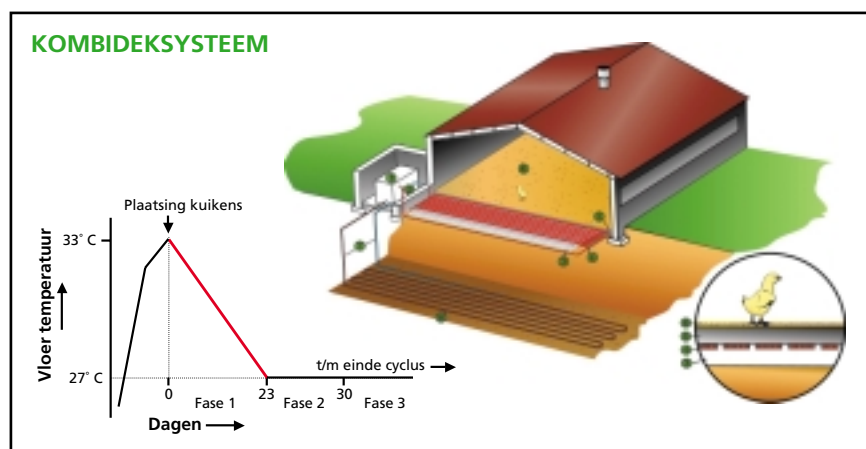 KOMBIDEKSYSTEEM
Plaatsing kuikens
33° C
Vloer temperatuur
t/m einde cyclus
27° C
0
23
30
Fase 1
Fase 2
Fase 3
Dagen